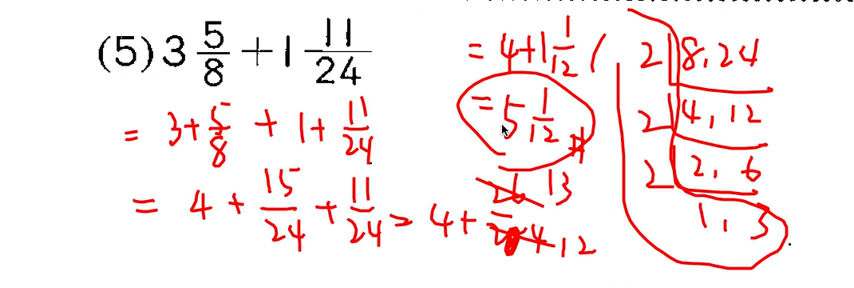 (5) 3 5/8 + 1 11/24
= 3 + 5/8 + 1 + 11/24
= 4 + 15/24 + 11/24 = 4 + 26/24 13/12
= 4 + 1 1/12
= 5 1/12
2 | 8, 24
2 | 4, 12
2 | 2, 6
1, 3